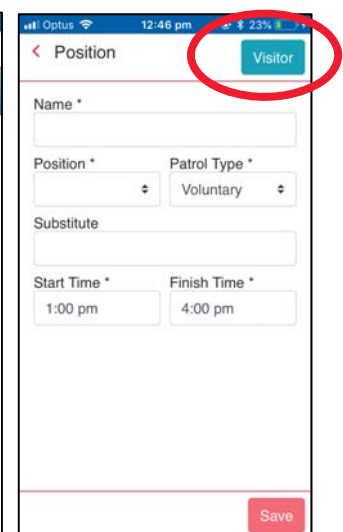 Optus 12:46 pm 23%
Position Visitor
Name *
Position * Patrol Type *
Voluntary
Substitute
Start Time * Finish Time *
1:00 pm 4:00 pm
Save